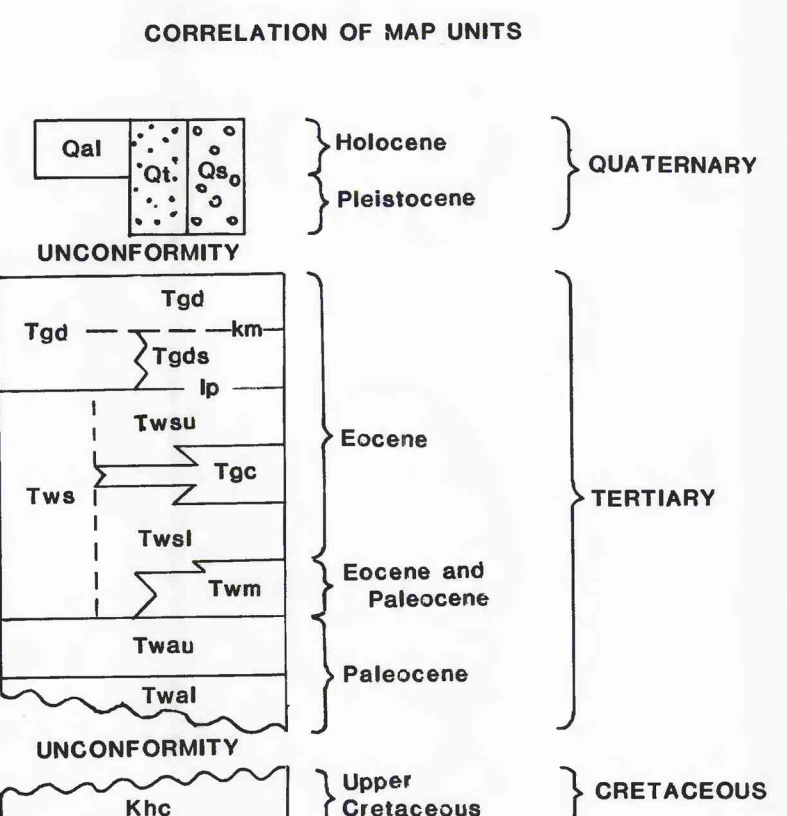 CORRELATION OF MAP UNITS
Qal
Qt
Qs
Holocene
Pleistocene
QUATERNARY
UNCONFORMITY
Tgd
Tgd
km
Tgds
lp
Twsu
Tgc
Tws
Twsl
Twm
Eocene
Eocene and
Paleocene
TERTIARY
Twau
Twal
Paleocene
UNCONFORMITY
Khc
Upper
Cretaceous
CRETACEOUS